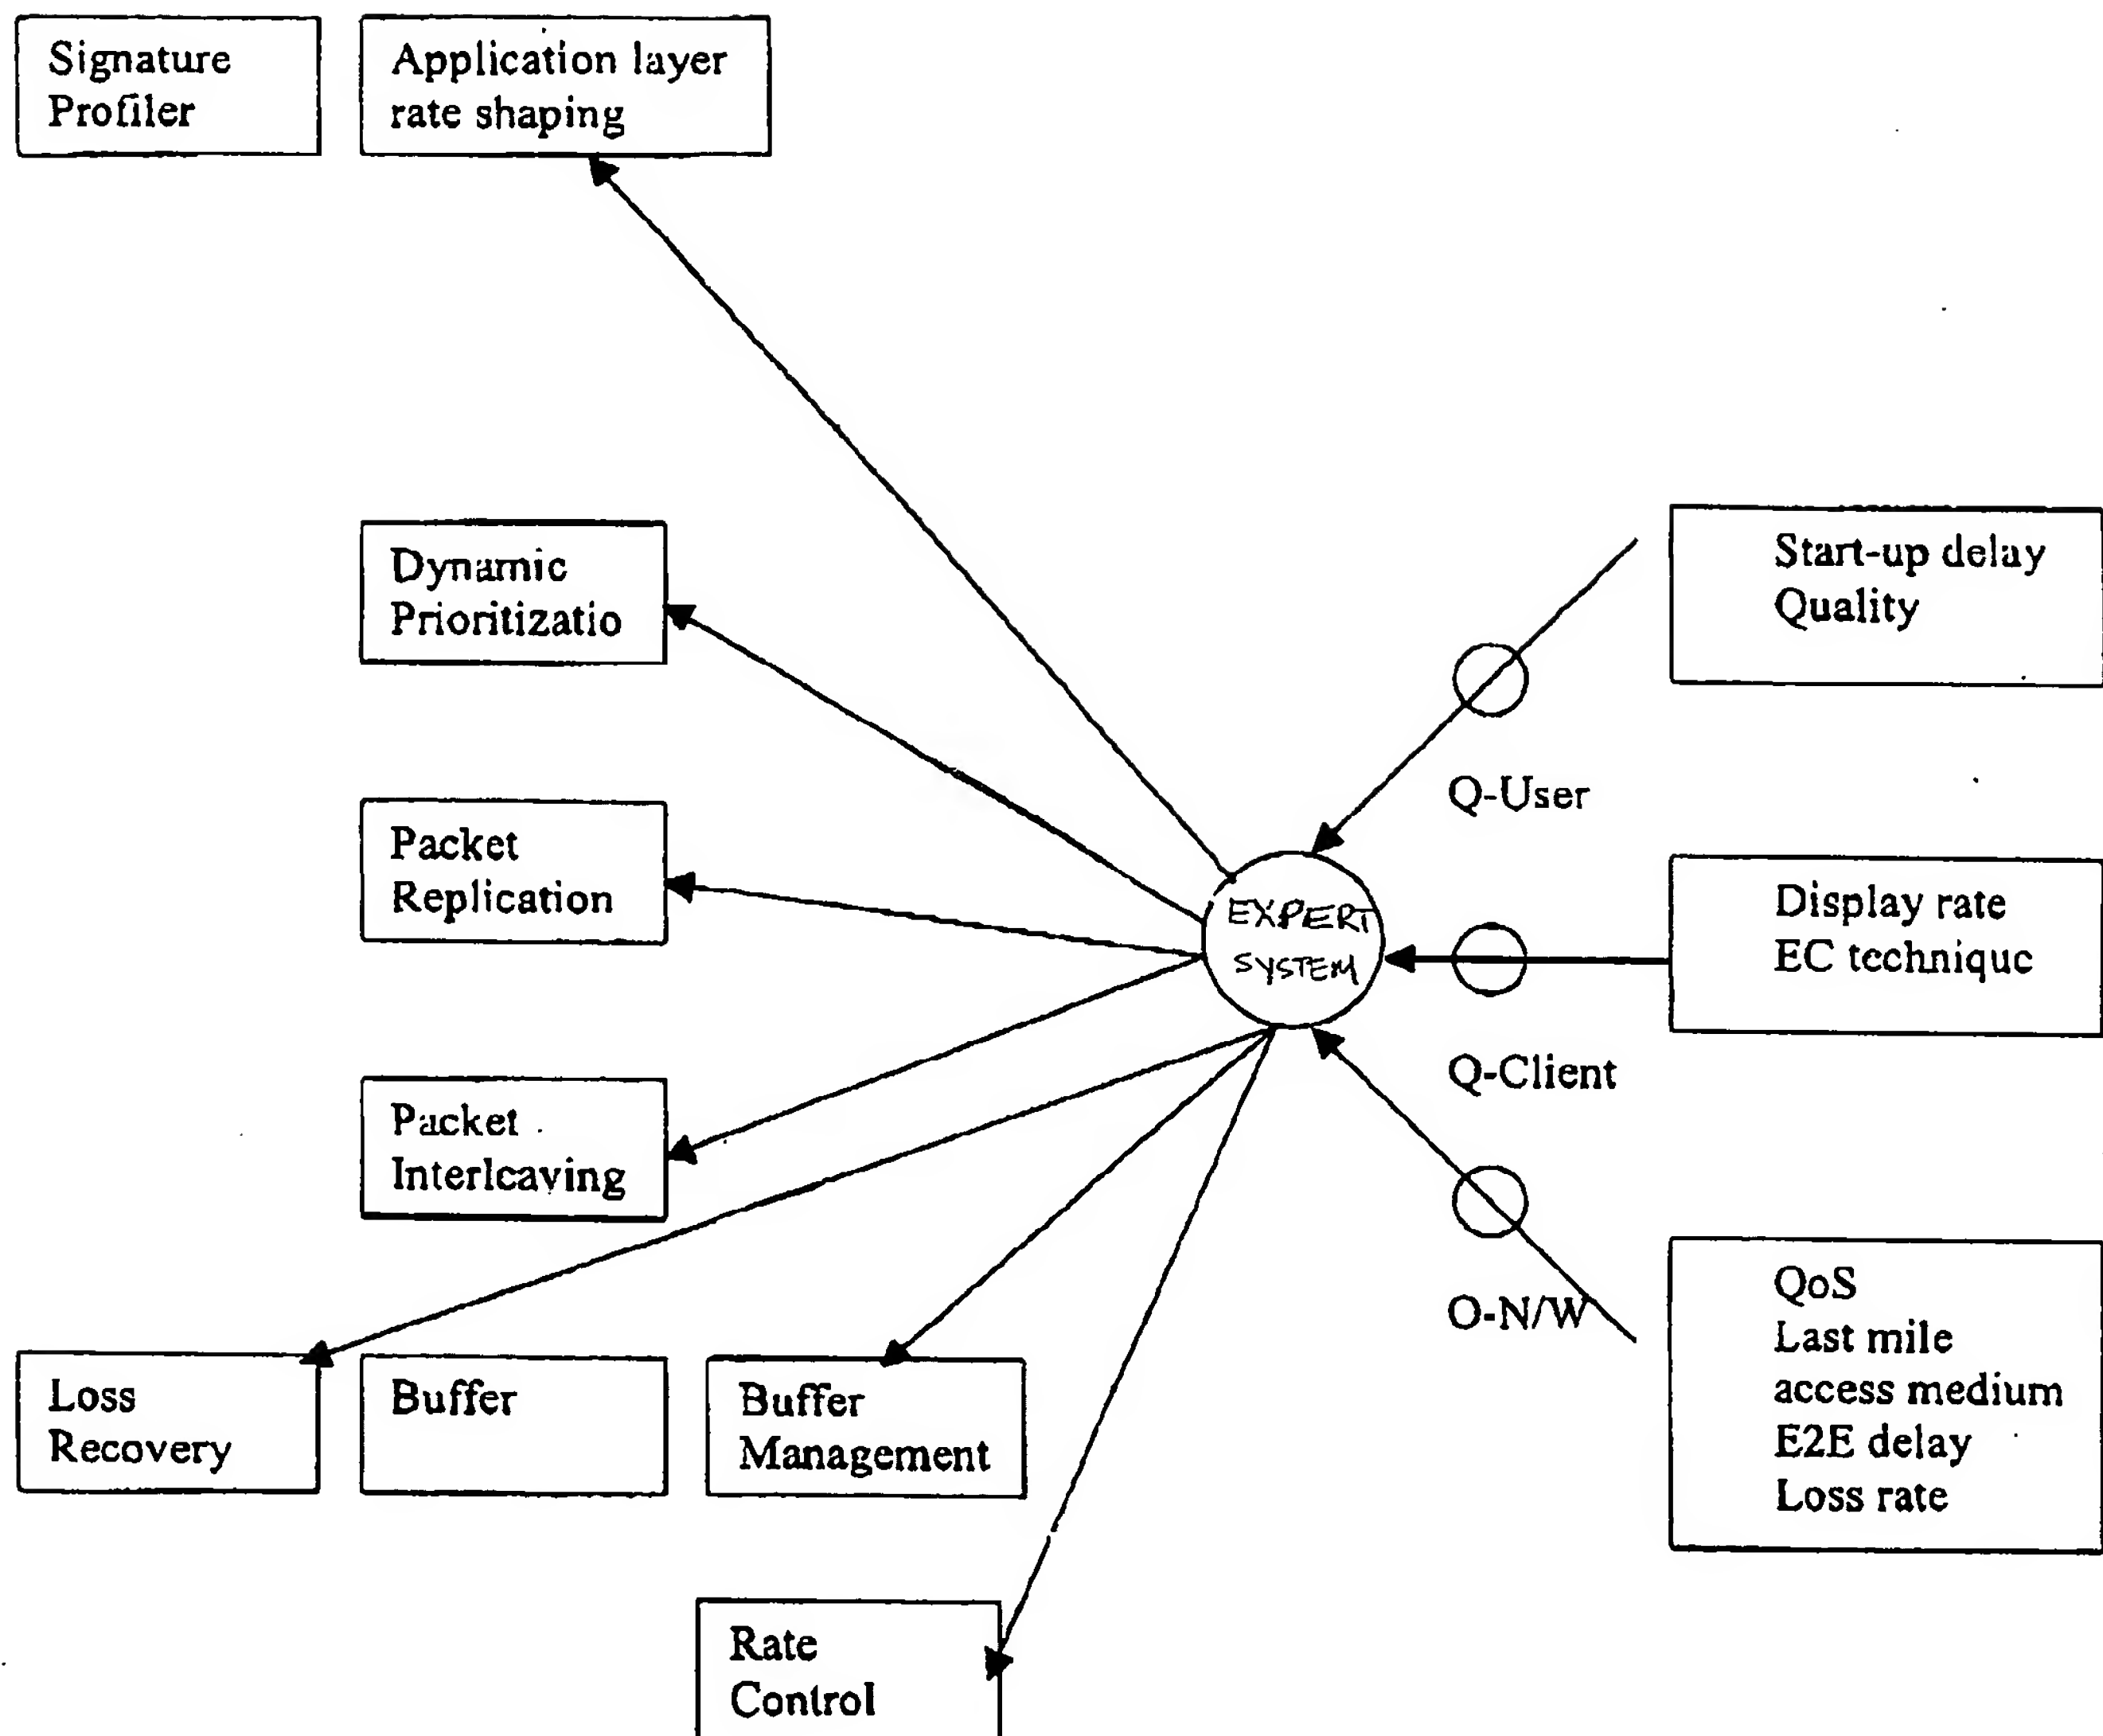 Signature
Profiler
Application layer
rate shaping
Dynamic
Prioritizatio
Start-up delay
Quality
Q-User
Packet
Replication
EXPERT
SYSTEM
Display rate
EC technique
Q-Client
Packet
Interleaving
O-N/W
QoS
Last mile
access medium
E2E delay
Loss rate
Loss
Recovery
Buffer
Buffer
Management
Rate
Control